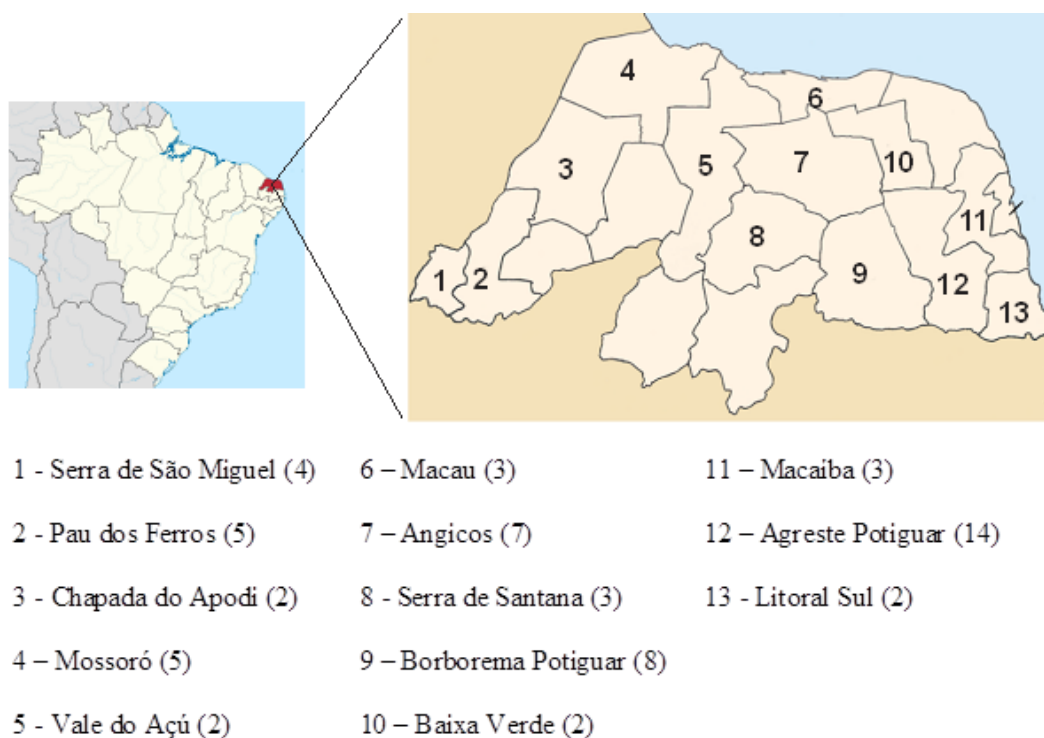 4
6
3
5
7
10
11
8
1
2
9
12
13
1 - Serra de São Miguel (4)
2 - Pau dos Ferros (5)
3 - Chapada do Apodi (2)
4 – Mossoró (5)
5 - Vale do Açú (2)
6 – Macau (3)
7 – Angicos (7)
8 - Serra de Santana (3)
9 – Borborema Potiguar (8)
10 – Baixa Verde (2)
11 – Macaiba (3)
12 – Agreste Potiguar (14)
13 - Litoral Sul (2)